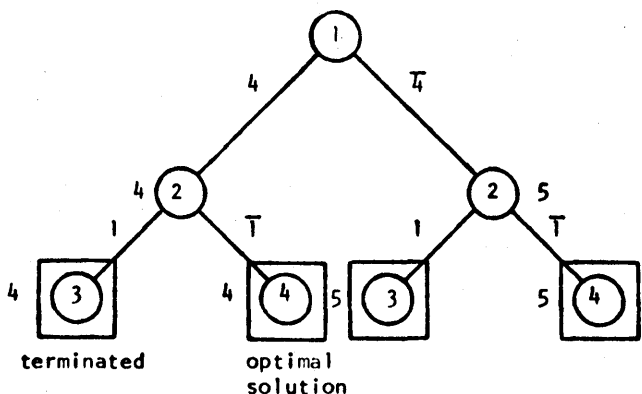 1
4 4̅
4 2 2 5
1 1̅ 1 1̅
4 3 4 4 5 3 5 4
terminated optimal
solution